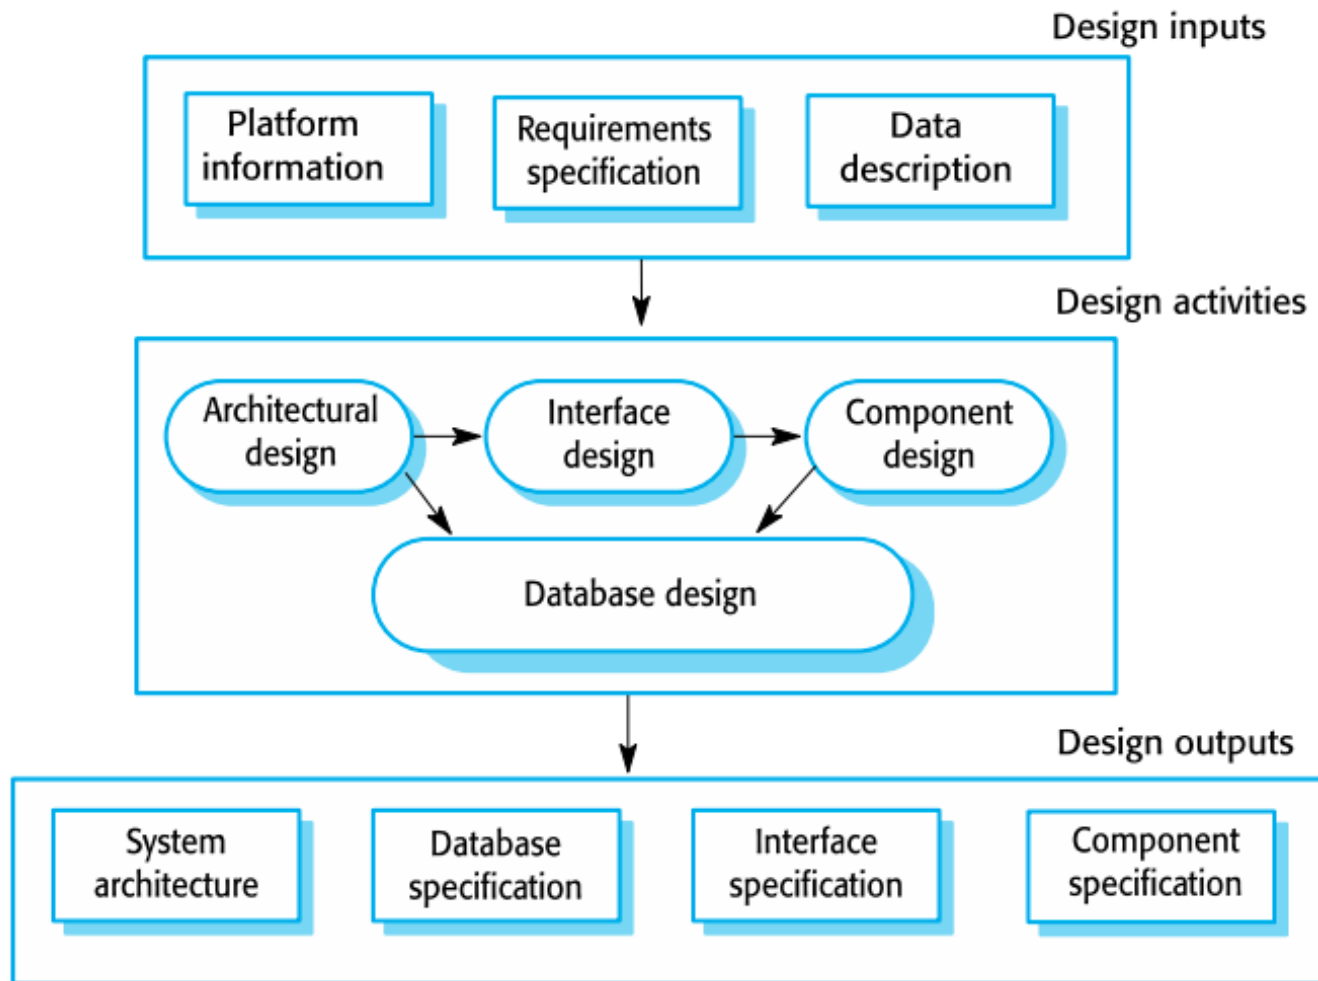 Design inputs
Platform
information
Requirements
specification
Data
description
Design activities
Architectural
design
Interface
design
Component
design
Database design
Design outputs
System
architecture
Database
specification
Interface
specification
Component
specification